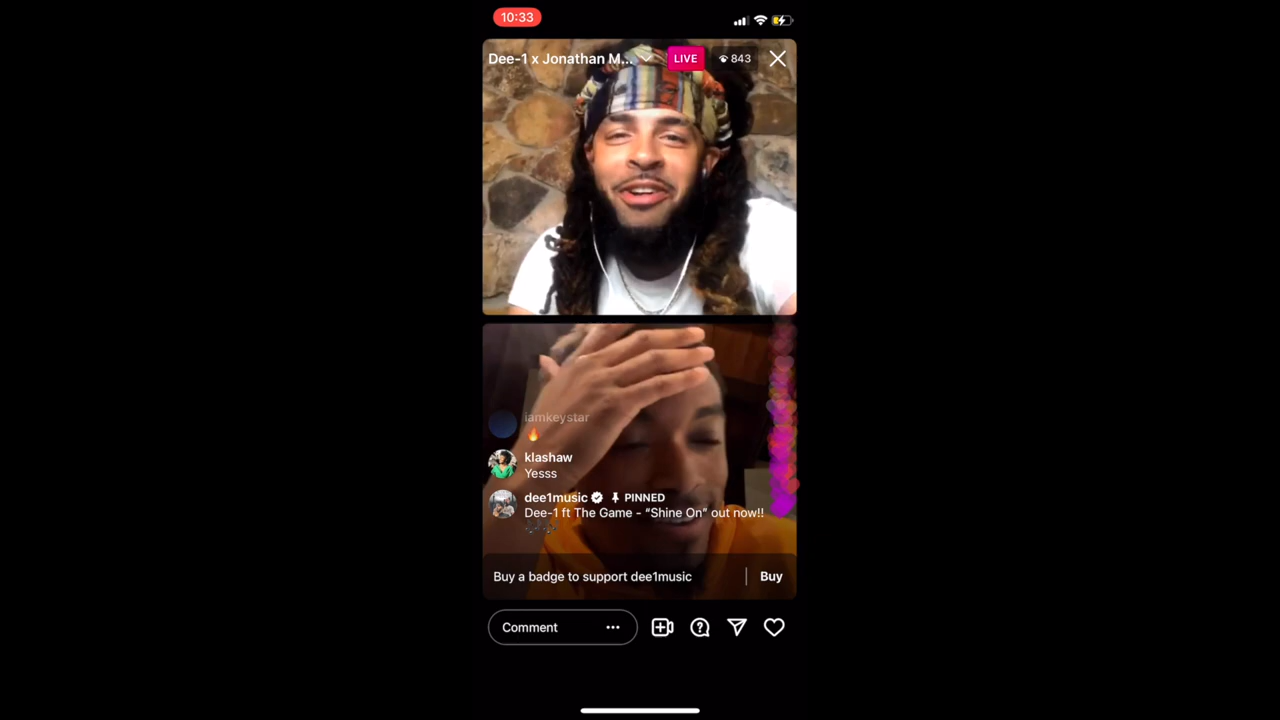 10:33
Dee-1 x Jonathan M...
LIVE
843
iamkeystar
klashaw
Yesss
dee1music PINNED
Dee-1 ft The Game - “Shine On” out now!!
Buy a badge to support dee1music
Buy
Comment